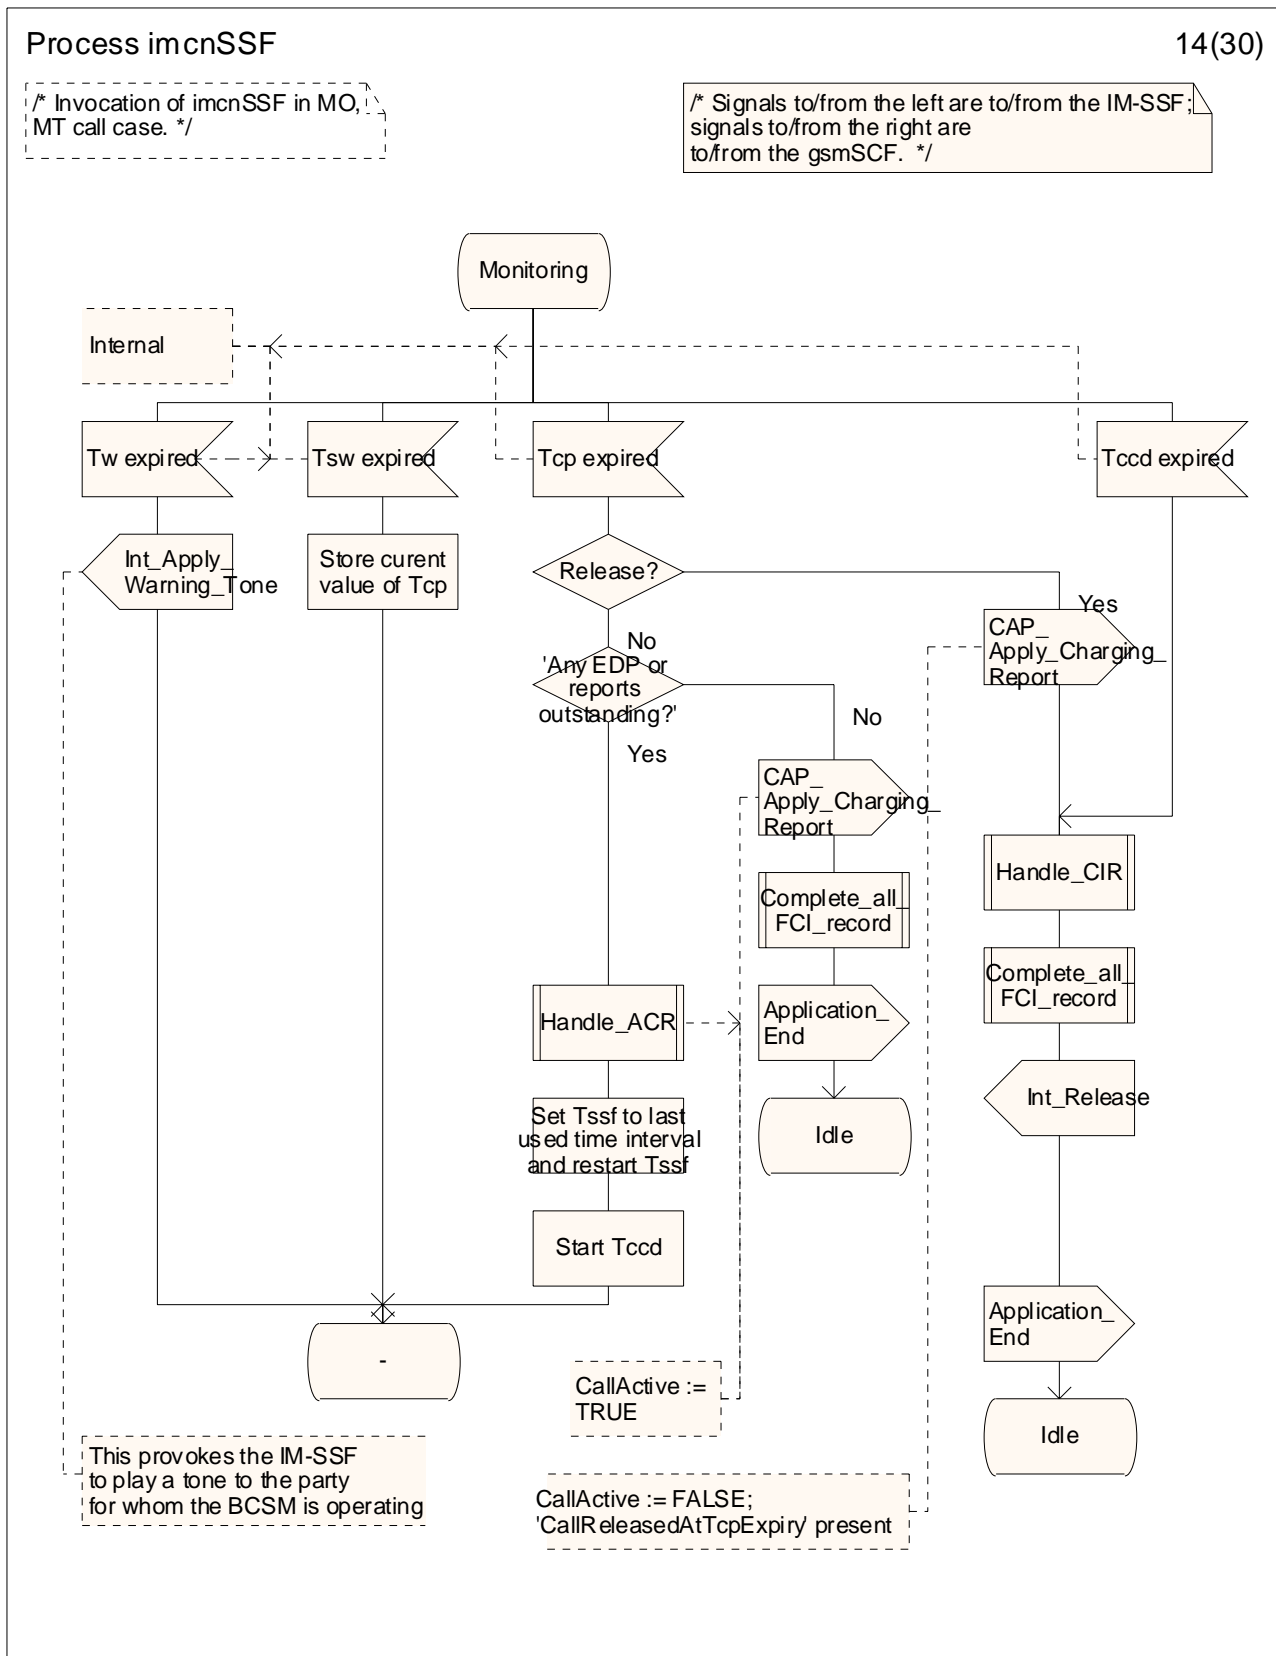 Process imcnSSF
14(30)
/* Invocation of imcnSSF in MO,
MT call case. */
/* Signals to/from the left are to/from the IM-SSF;
signals to/from the right are
to/from the gsmSCF. */
Monitoring
Internal
Tw expired
Tsw expired
Tcp expired
Tccd expired
Int_Apply_
Warning_Tone
Store curent
value of Tcp
Release?
Yes
No
CAP_
Apply_Charging_
Report
'Any EDP or
reports
outstanding?'
No
Yes
CAP_
Apply_Charging_
Report
Handle_CIR
Complete_all_
FCI_record
Complete_all_
FCI_record
Handle_ACR
Application_
End
Int_Release
Set Tssf to last
used time interval
and restart Tssf
Idle
Start Tccd
Application_
End
-
CallActive :=
TRUE
Idle
This provokes the IM-SSF
to play a tone to the party
for whom the BCSM is operating
CallActive := FALSE;
'CallReleasedAtTcpExpiry' present